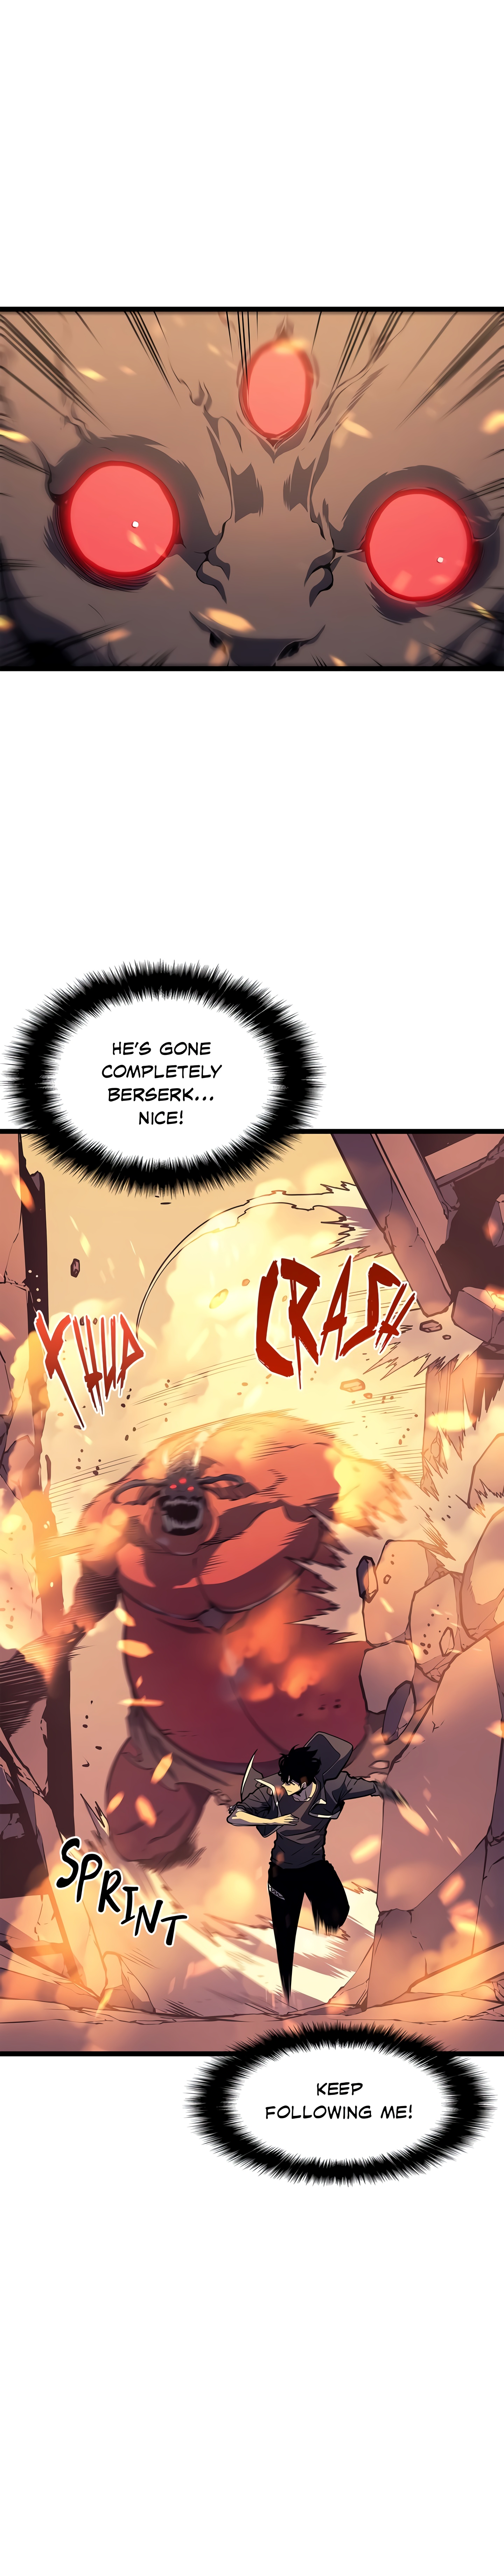 HE'S GONE
COMPLETELY
BERSERK...
NICE!
THUD
CRASH
SPRINT
KEEP
FOLLOWING ME!